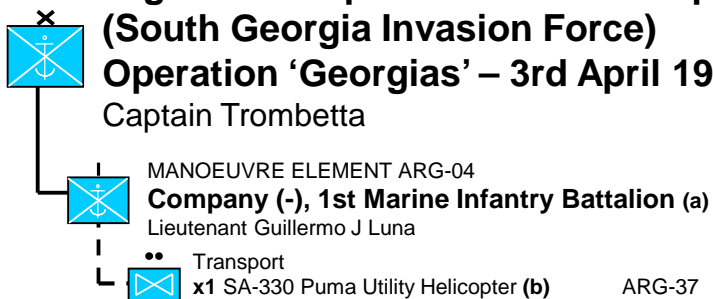 (South Georgia Invasion Force)
Operation ‘Georgias’ – 3rd April 19
Captain Trombetta
MANOEUVRE ELEMENT ARG-04
Company (-), 1st Marine Infantry Battalion (a)
Lieutenant Guillermo J Luna
Transport
x1 SA-330 Puma Utility Helicopter (b) ARG-37